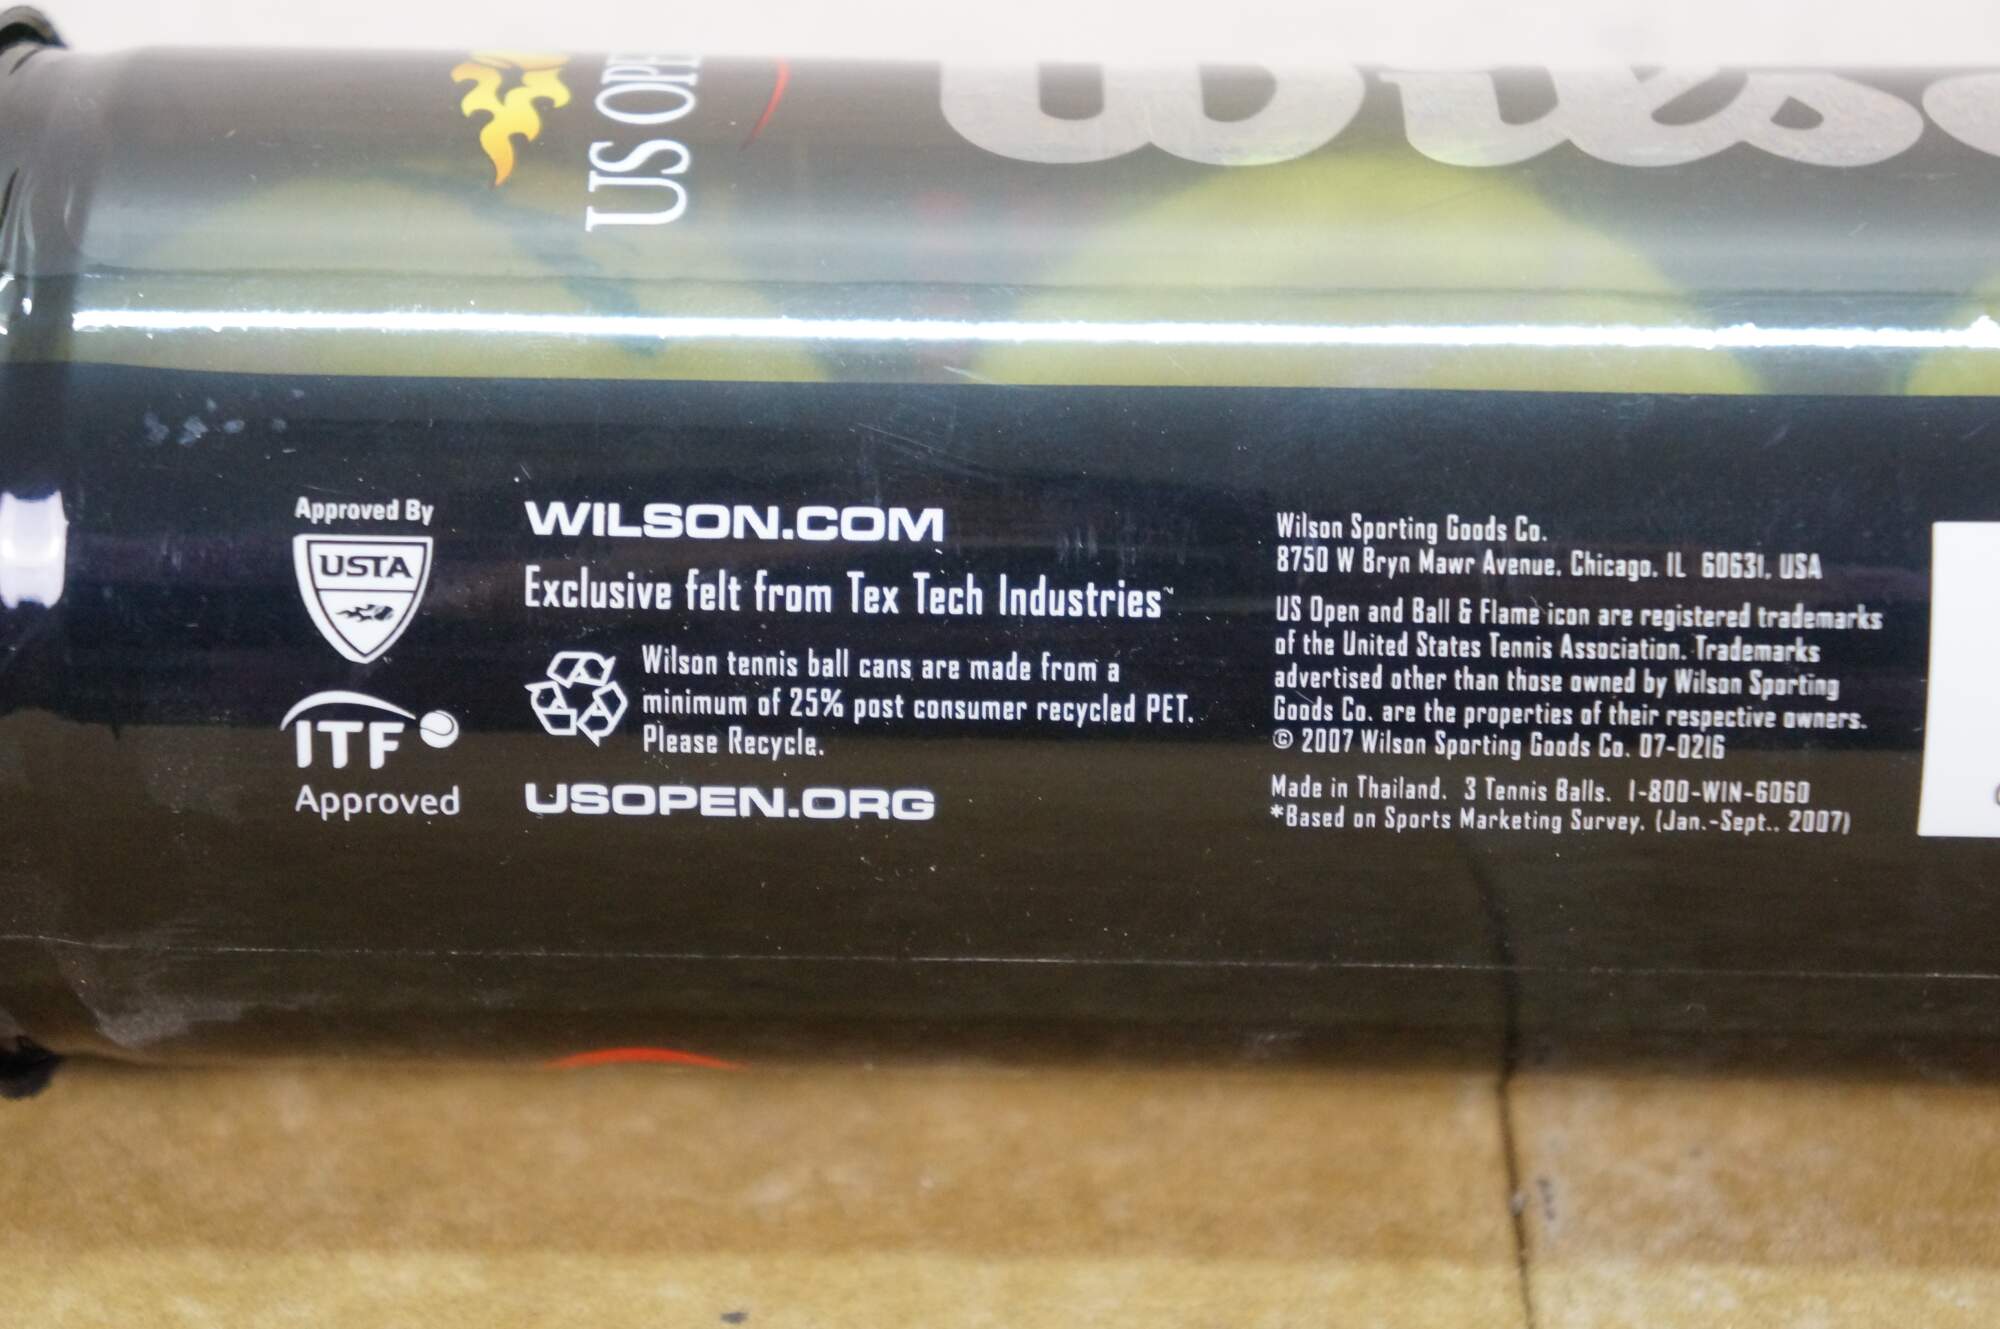 US OPE
Wils
Approved By
USTA
ITF
Approved
WILSON.COM
Exclusive felt from Tex Tech Industries™
Wilson tennis ball cans are made from a
minimum of 25% post consumer recycled PET.
Please Recycle.
USOPEN.ORG
Wilson Sporting Goods Co.
8750 W Bryn Mawr Avenue. Chicago. IL 60631, USA
US Open and Ball & Flame icon are registered trademarks
of the United States Tennis Association. Trademarks
advertised other than those owned by Wilson Sporting
Goods Co. are the properties of their respective owners.
© 2007 Wilson Sporting Goods Co. 07-0216
Made in Thailand. 3 Tennis Balls. 1-800-WIN-6060
*Based on Sports Marketing Survey. (Jan.-Sept.. 2007)